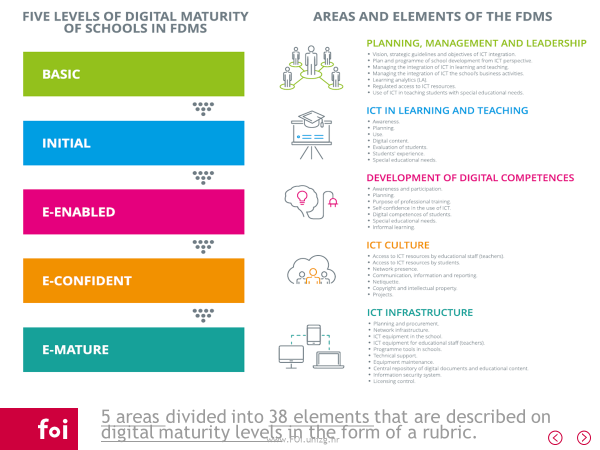 FIVE LEVELS OF DIGITAL MATURITY
OF SCHOOLS IN FDMS
BASIC
INITIAL
E-ENABLED
E-CONFIDENT
E-MATURE
AREAS AND ELEMENTS OF THE FDMS
PLANNING, MANAGEMENT AND LEADERSHIP
• Vision, strategic guidelines and objectives of ICT integration.
• Plan and programme of school development from ICT perspective
• Managing the integration of ICT in learning and teaching.
• Managing the integration of ICT the school's business activities
• Learning analytics (LA)
• Regulated access to ICT resources
• Use of ICT in teaching students with special educational needs
ICT IN LEARNING AND TEACHING
• Awareness.
• Planning.
• Use
• Digital content.
• Evaluation of students.
• Students' experience.
• Special educational needs
DEVELOPMENT OF DIGITAL COMPETENCES
• Awareness and participation.
• Planning.
• Purpose of professional training.
• Self-confidence in the use of ICT.
• Digital competences of students.
• Special educational needs.
• Informal learning.
ICT CULTURE
• Access to ICT resources by educational staff (teachers).
• Access to ICT resources by students.
• Network presence.
• Communication, information and reporting
• Netiquette.
• Copyright and intellectual property.
• Projects.
ICT INFRASTRUCTURE
• Planning and procurement.
• Network infrastructure.
• ICT equipment in the school
• ICT equipment for educational staff (teachers).
• Programme tools in schools.
• Technical support.
• Equipment maintenance.
• Central repository of digital documents and educational content
• Information security system.
• Licensing control.
foi
5 areas divided into 38 elements that are described on
digital maturity levels in the form of a rubric.
www.FOI.unizg.hr